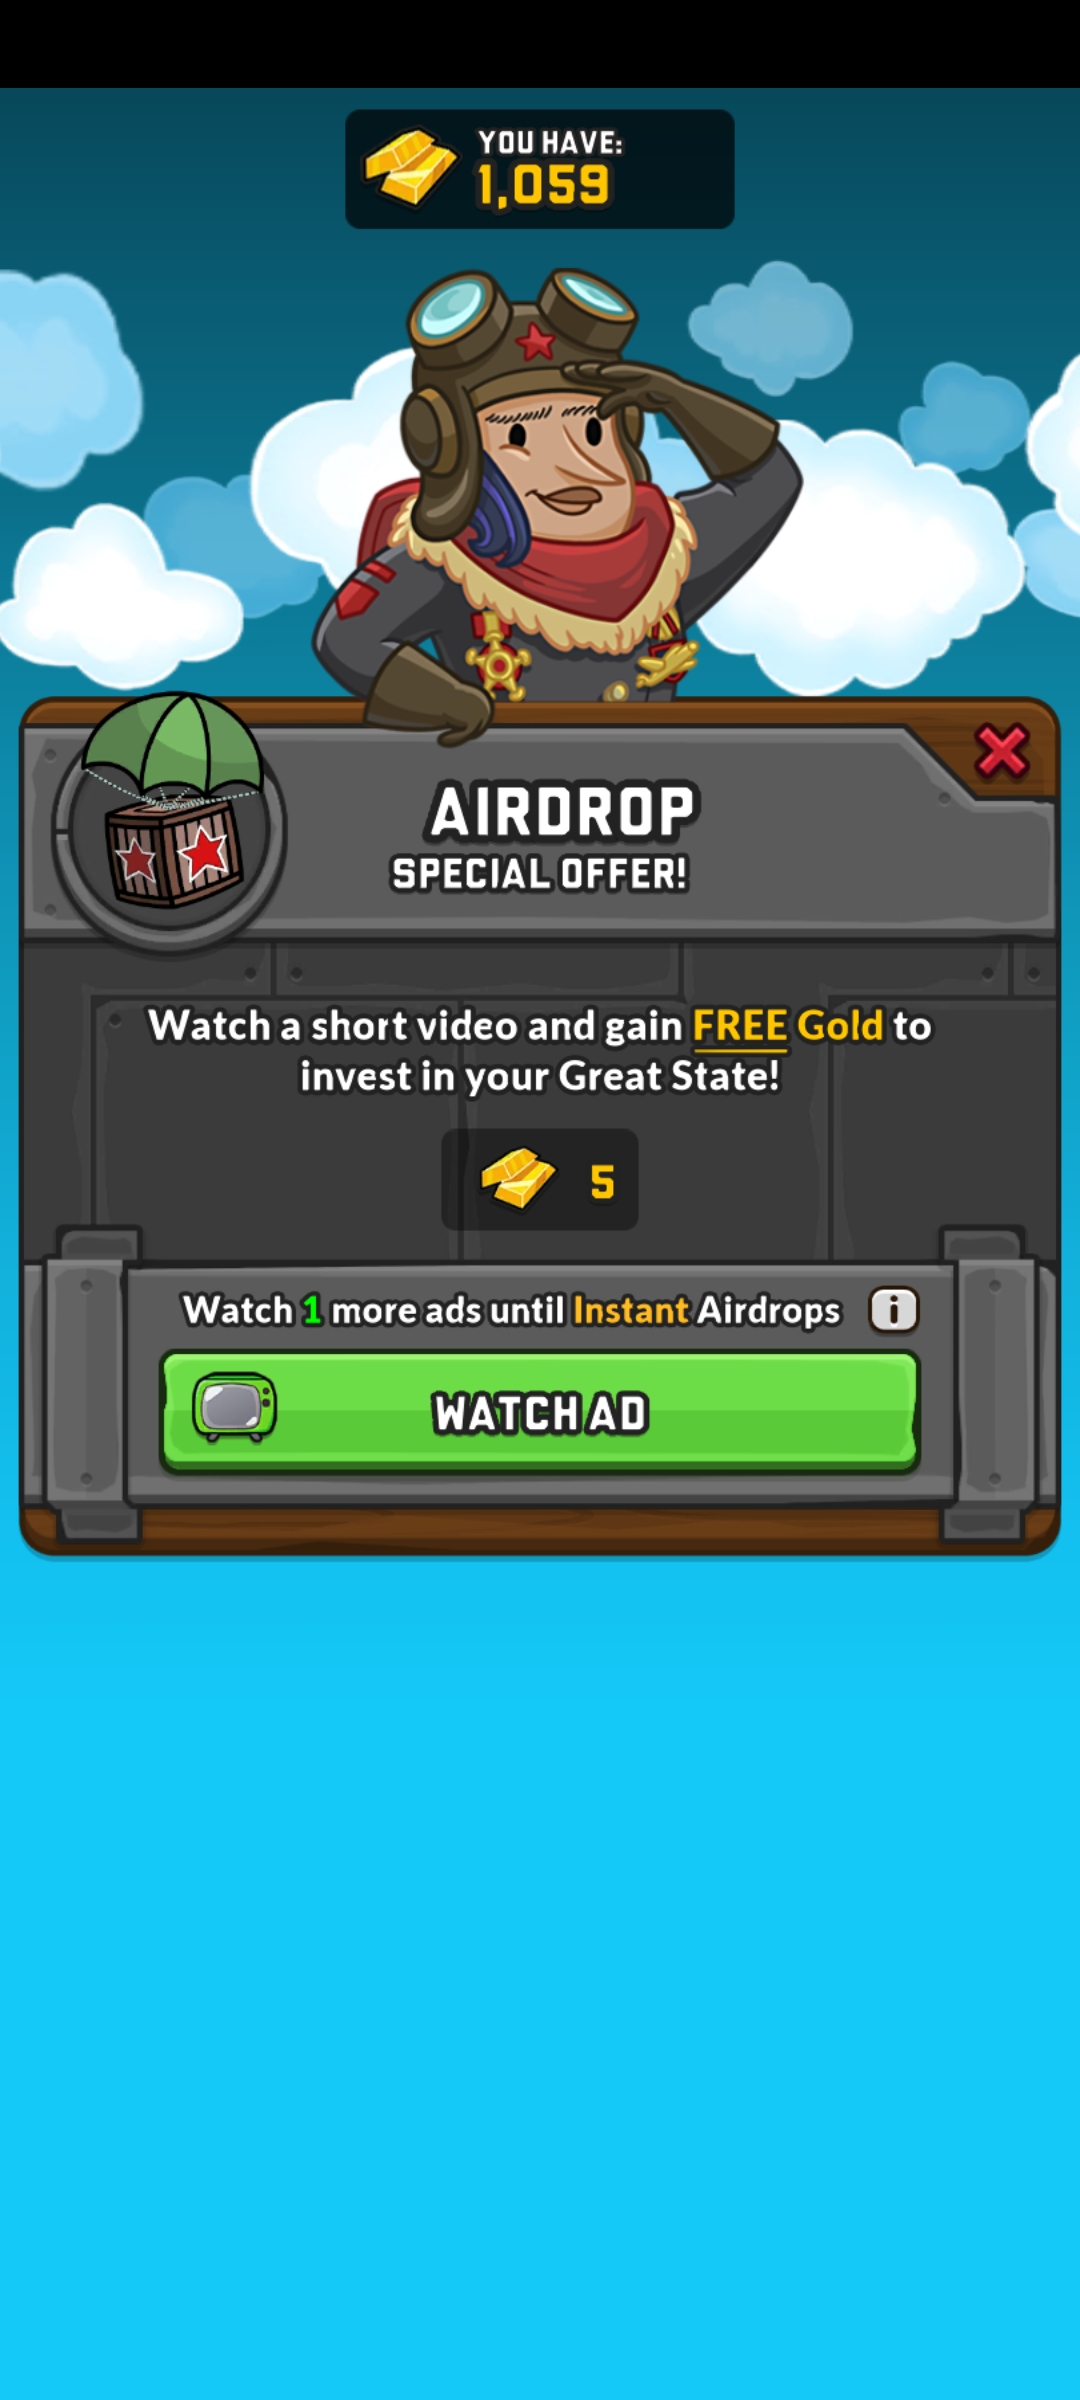 YOU HAVE:
1,059
AIRDROP
SPECIAL OFFER!
Watch a short video and gain FREE Gold to
invest in your Great State!
5
Watch 1 more ads until Instant Airdrops
i
WATCH AD